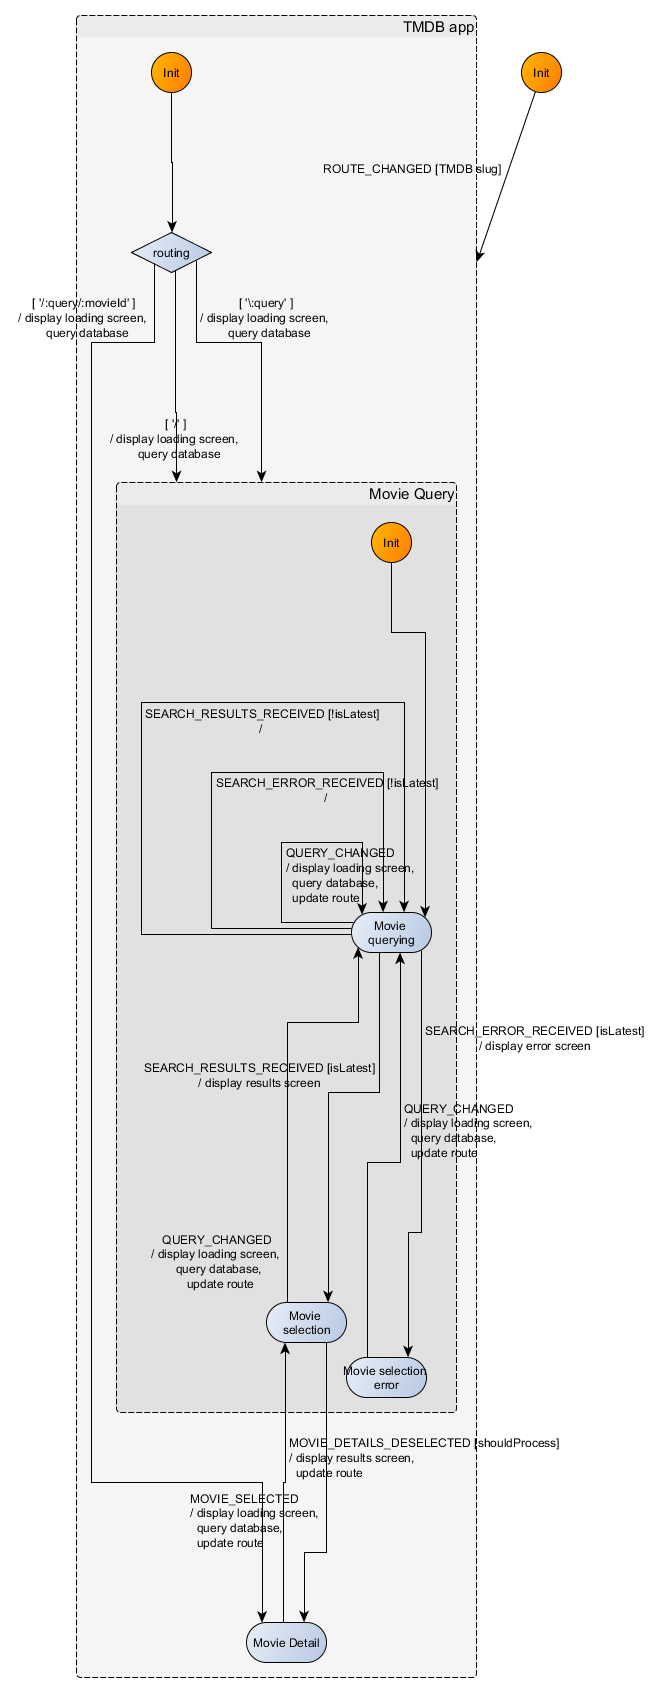 TMDB app
Init
Init
ROUTE_CHANGED [TMDB slug]
routing
[ '/:query/:movieId' ]
/ display loading screen,
query database
[ '\:query' ]
/ display loading screen,
query database
[ '/' ]
/ display loading screen,
query database
Movie Query
Init
SEARCH_RESULTS_RECEIVED [!isLatest]
/
SEARCH_ERROR_RECEIVED [!isLatest]
/
QUERY_CHANGED
/ display loading screen,
query database,
update route
Movie
querying
SEARCH_ERROR_RECEIVED [isLatest]
/ display error screen
SEARCH_RESULTS_RECEIVED [isLatest]
/ display results screen
QUERY_CHANGED
/ display loading screen,
query database,
update route
QUERY_CHANGED
/ display loading screen,
query database,
update route
Movie
selection
Movie selection
error
MOVIE_DETAILS_DESELECTED [shouldProcess]
/ display results screen,
update route
MOVIE_SELECTED
/ display loading screen,
query database,
update route
Movie Detail